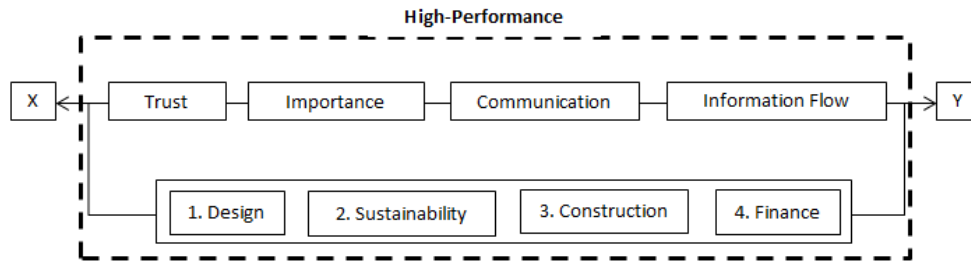 High-Performance
X Trust Importance Communication Information Flow Y
1. Design 2. Sustainability 3. Construction 4. Finance